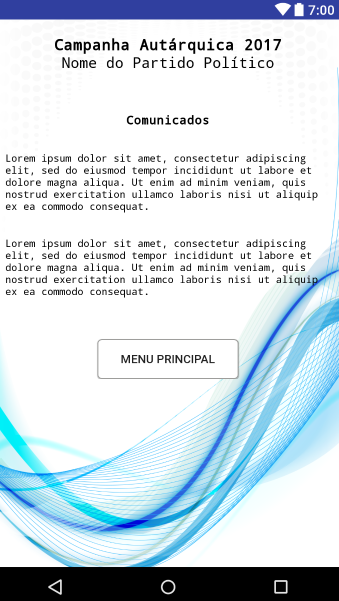 7:00
Campanha Autárquica 2017
Nome do Partido Político
Comunicados
Lorem ipsum dolor sit amet, consectetur adipiscing
elit, sed do eiusmod tempor incididunt ut labore et
dolore magna aliqua. Ut enim ad minim veniam, quis
nostrud exercitation ullamco laboris nisi ut aliquip
ex ea commodo consequat.
Lorem ipsum dolor sit amet, consectetur adipiscing
elit, sed do eiusmod tempor incididunt ut labore et
dolore magna aliqua. Ut enim ad minim veniam, quis
nostrud exercitation ullamco laboris nisi ut aliquip
ex ea commodo consequat.
MENU PRINCIPAL